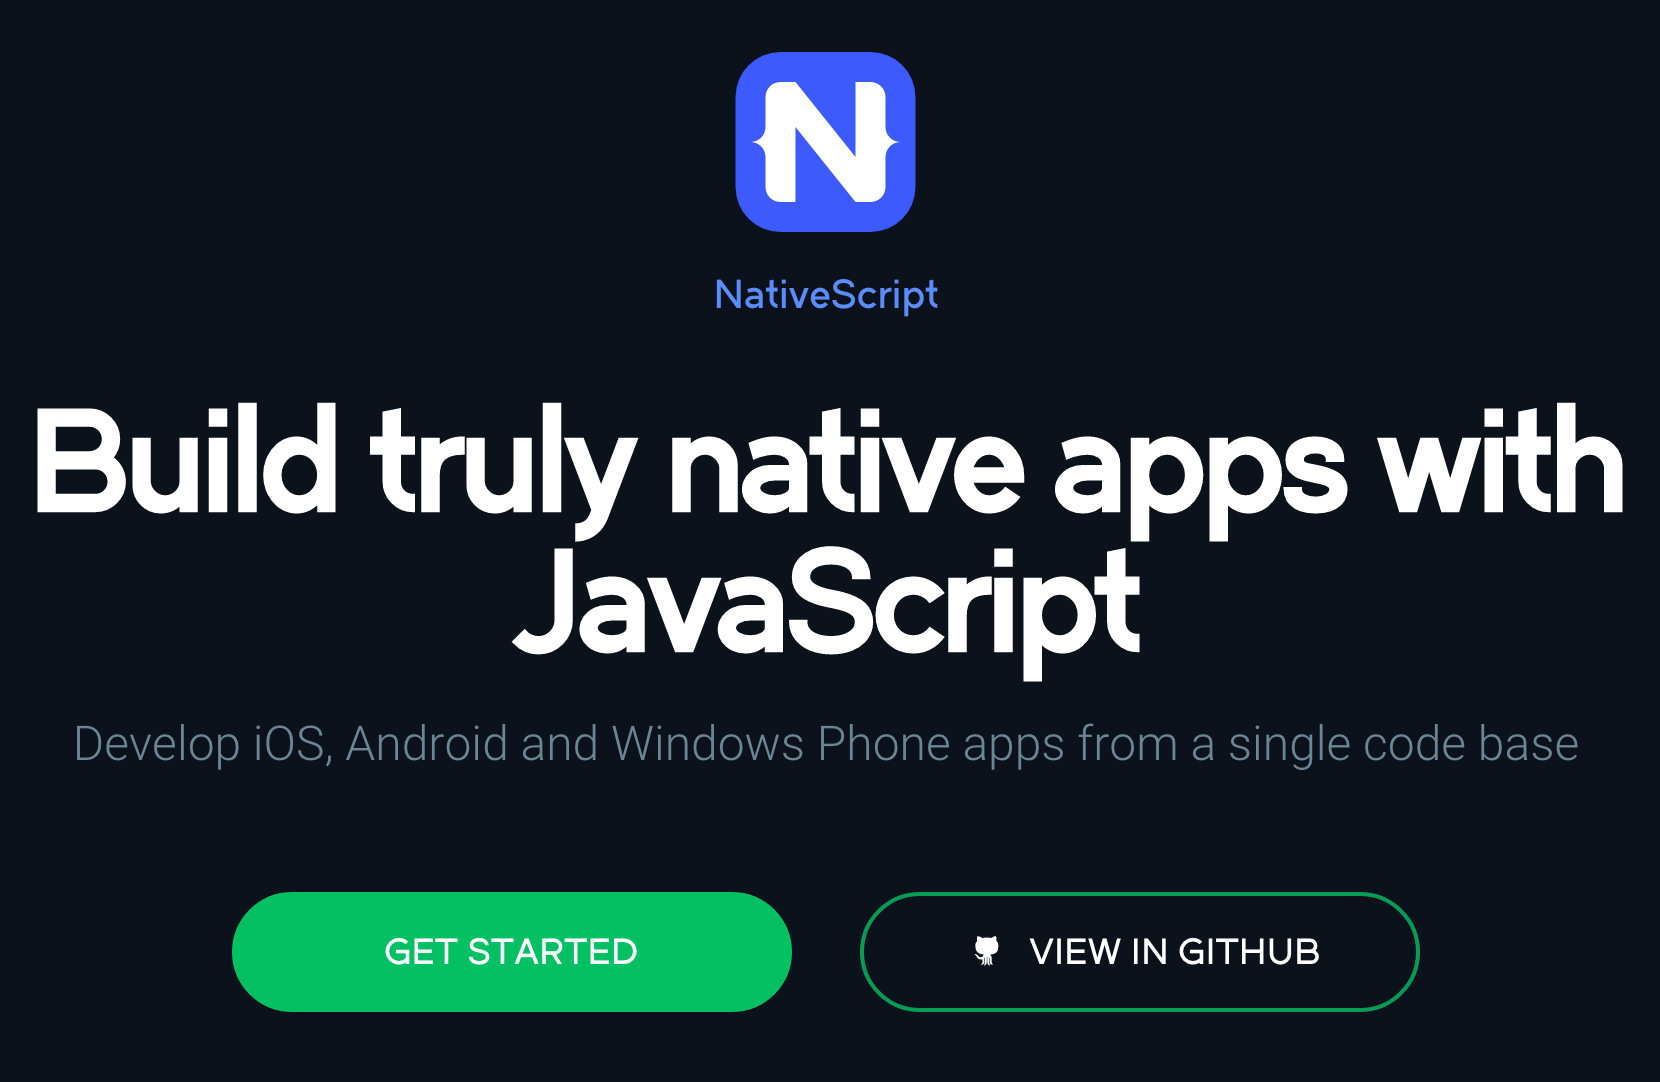 N
NativeScript
Build truly native apps with
JavaScript
Develop iOS, Android and Windows Phone apps from a single code base
GET STARTED
VIEW IN GITHUB